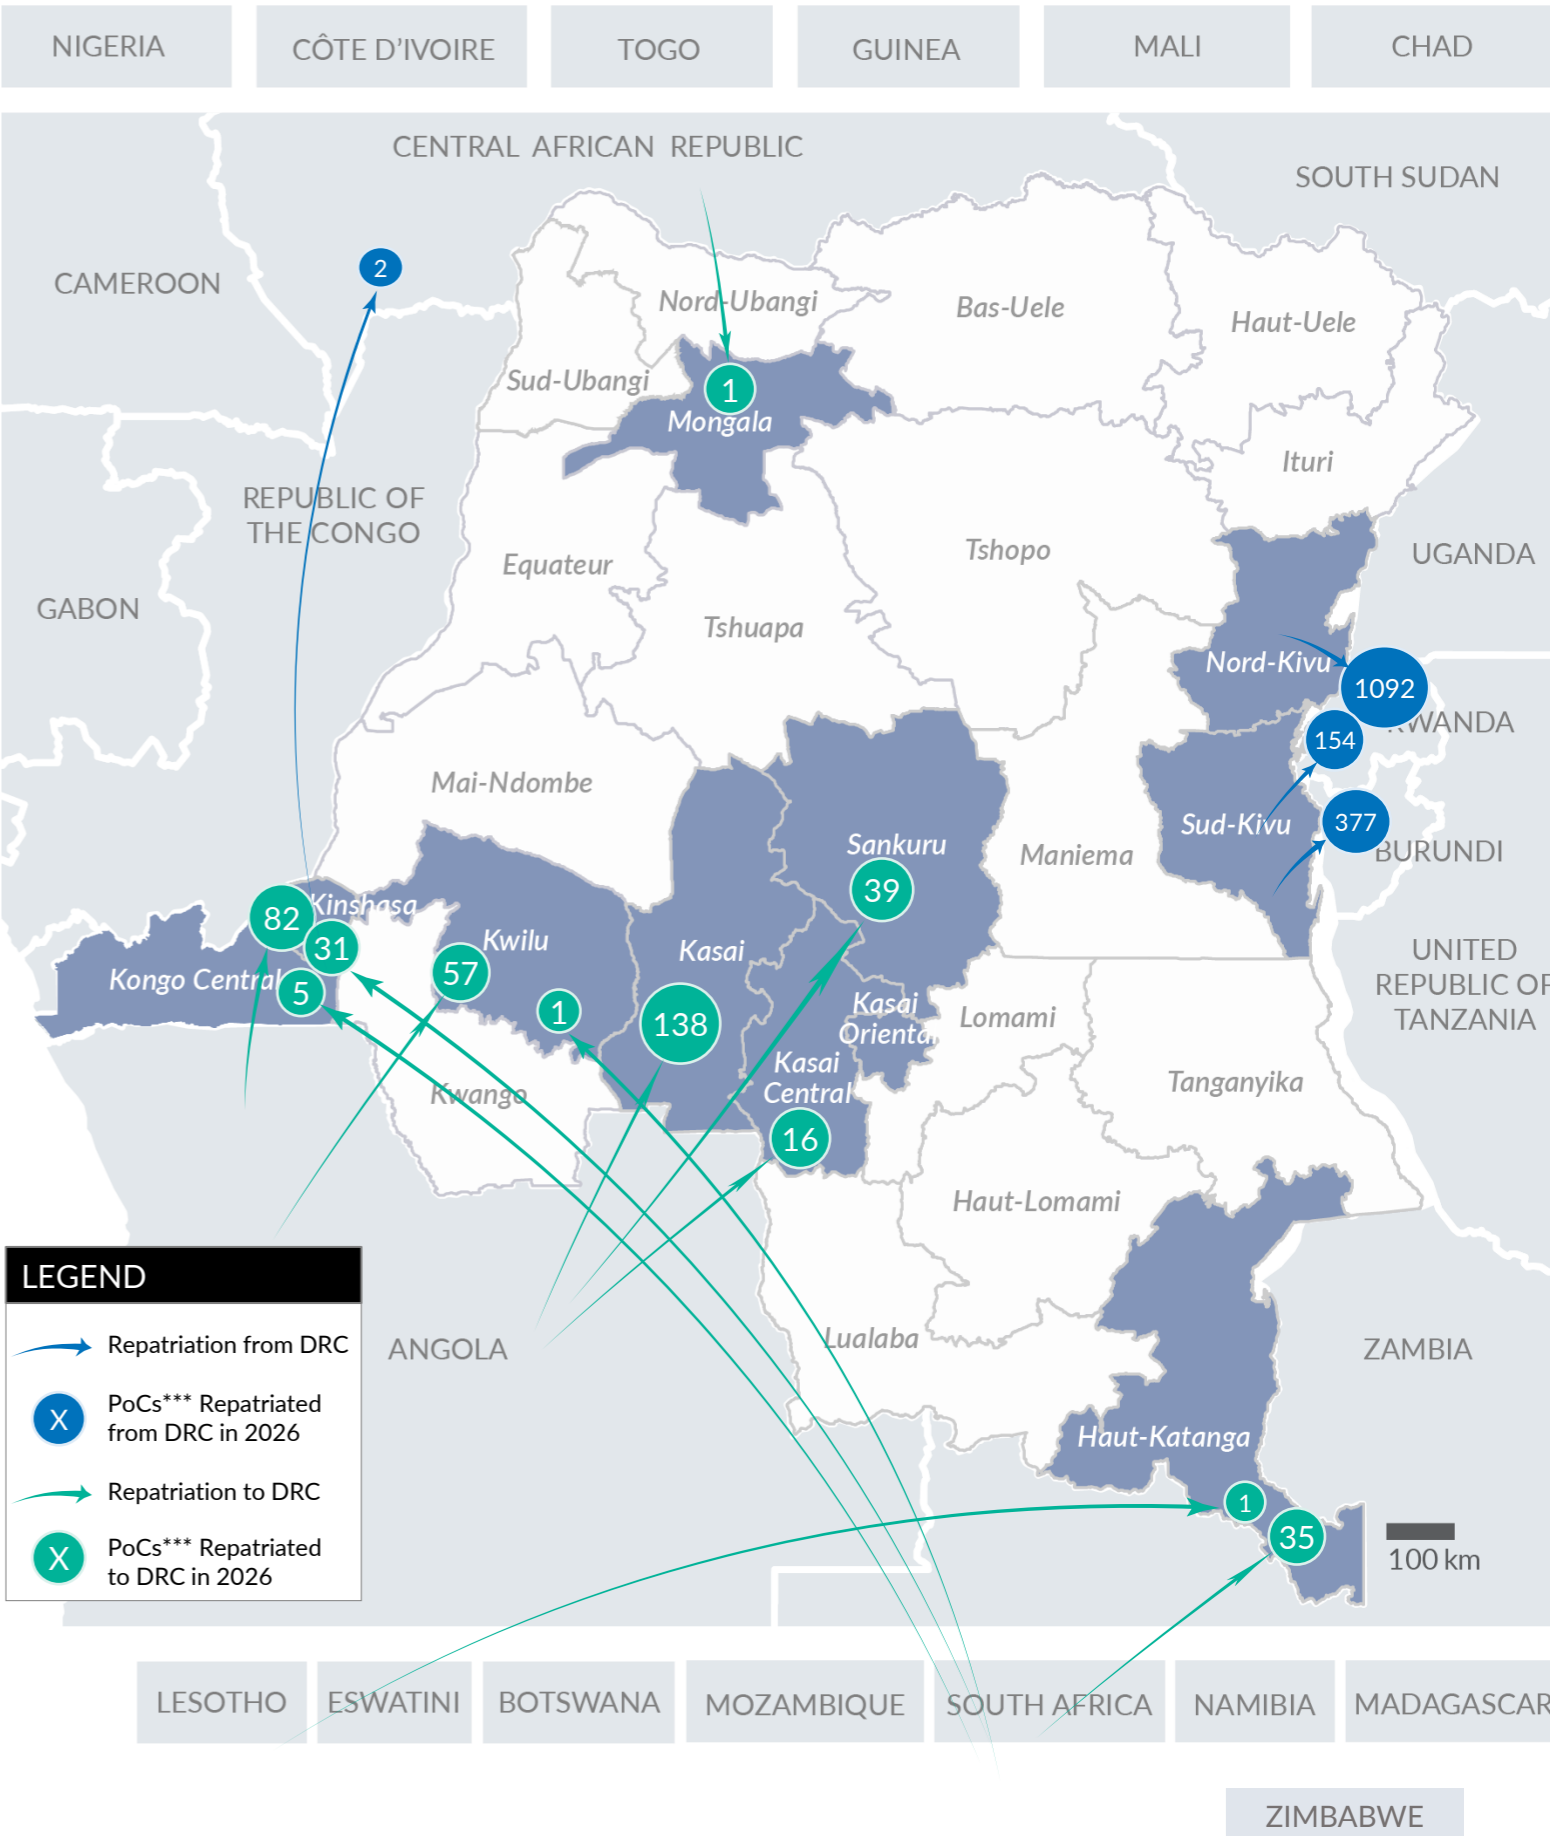 NIGERIA
CÔTE D’IVOIRE
TOGO
GUINEA
MALI
CHAD
CENTRAL AFRICAN REPUBLIC
SOUTH SUDAN
CAMEROON
2
Nord-Ubangi
Bas-Uele
Haut-Uele
Sud-Ubangi
1
Mongala
Ituri
REPUBLIC OF
THE CONGO
Equateur
Tshopo
UGANDA
GABON
Tshuapa
Nord-Kivu
1092
RWANDA
154
Mai-Ndombe
Sud-Kivu
377
BURUNDI
Sankuru
39
Maniema
Kinshasa
82
31
Kwilu
Kasai
Kongo Central
5
57
1
138
Kasai
Oriental
Lomami
UNITED
REPUBLIC OF
TANZANIA
Kasai
Central
Kwango
Tanganyika
16
Haut-Lomami
LEGEND
Repatriation from DRC
X
PoCs*** Repatriated
from DRC in 2026
Repatriation to DRC
X
PoCs*** Repatriated
to DRC in 2026
ANGOLA
Lualaba
ZAMBIA
Haut-Katanga
1
35
100 km
LESOTHO
ESWATINI
BOTSWANA
MOZAMBIQUE
SOUTH AFRICA
NAMIBIA
MADAGASCAR
ZIMBABWE